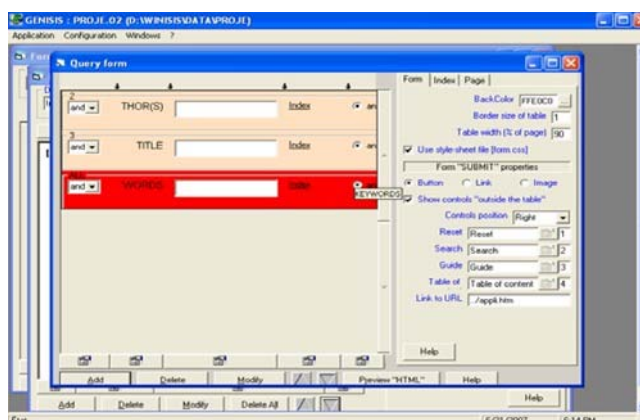 GENISIS : PROJE.02 (D:\WINISIS\DATA\PROJE)
Application Configuration Windows ?
Query form
Form Index Page
2
and THOR(S) Index an
3
and TITLE Index an
and WORDS Index
KEYWORDS
BackColor FFE0C0 ...
Border size of table 1
Table width (% of page) 90
Use style-sheet file [form.css]
Form "SUBMIT" properties
Button Link Image
Show controls "outside the table"
Controls position Right
Reset Reset 1
Search Search 2
Guide Guide 3
Table of Table of content 4
Link to URL ../appli.htm
Help
Add Delete Modify Preview "HTML" Help
Add Delete Modify Delete All Help